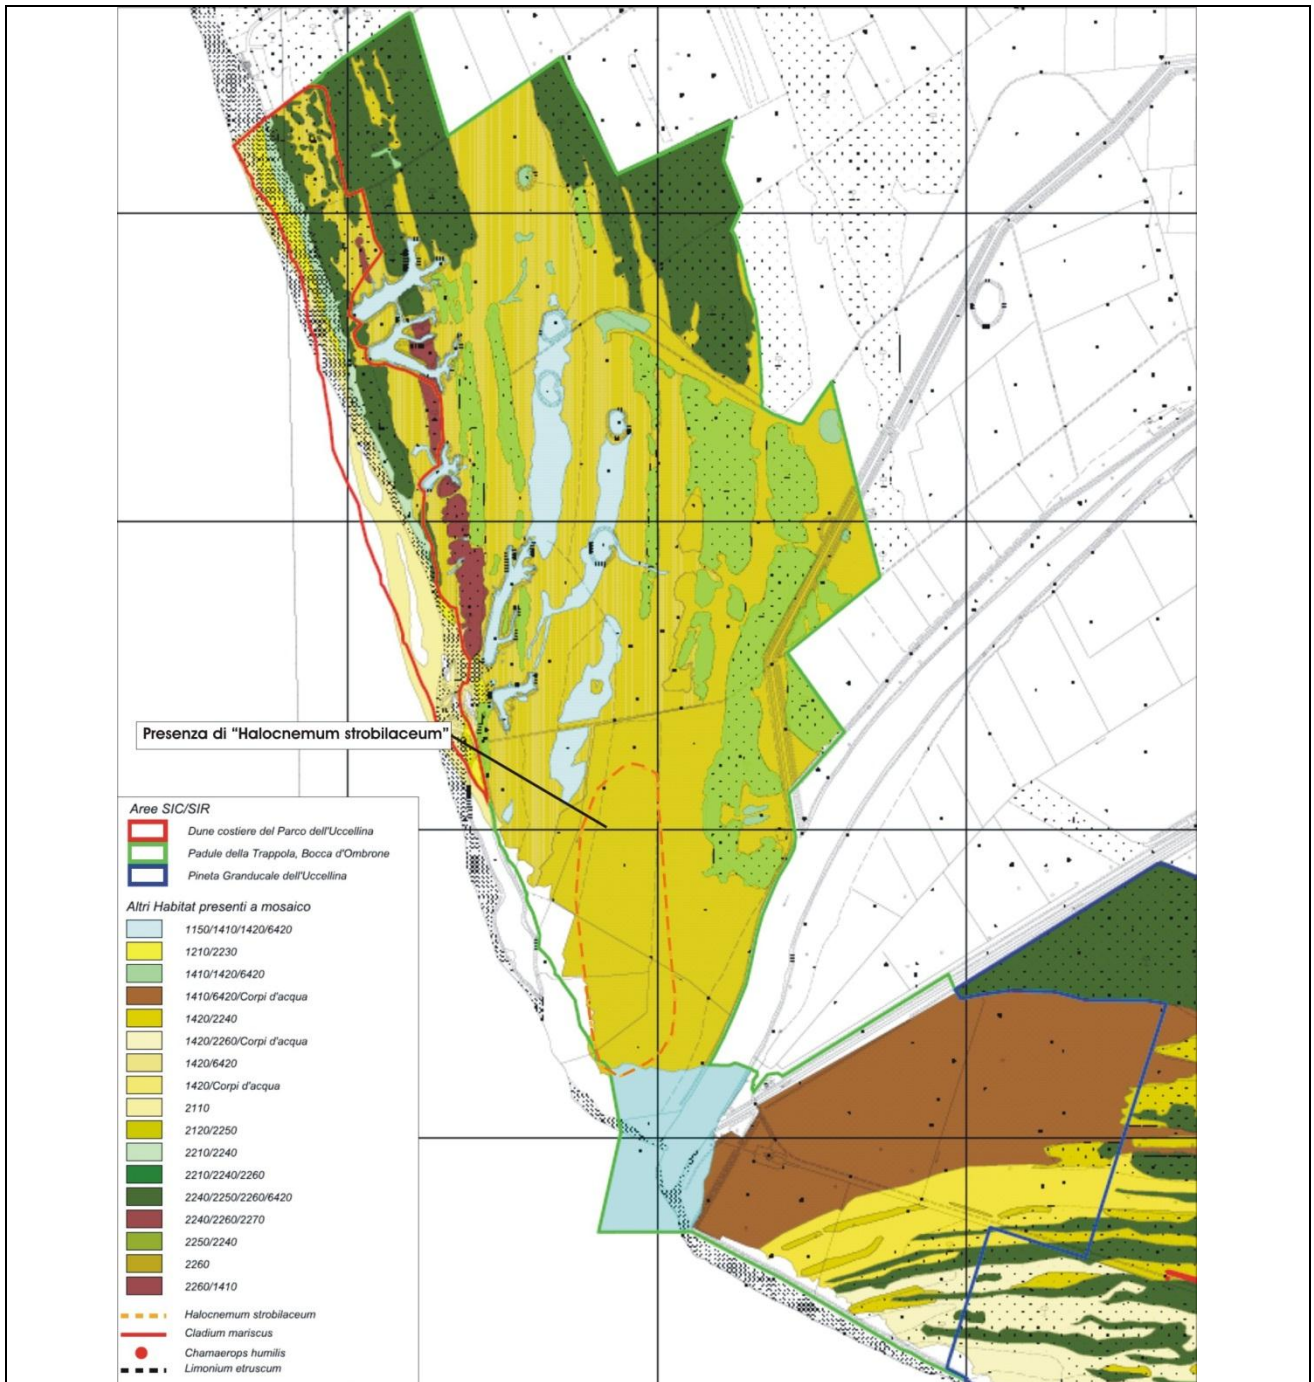 Presenza di “Halocnemum strobilaceum”
Aree SIC/SIR
Dune costiere del Parco dell'Uccellina
Padule della Trappola, Bocca d'Ombrone
Pineta Granducale dell'Uccellina
Altri Habitat presenti a mosaico
1150/1410/1420/6420
1210/2230
1410/1420/6420
1410/6420/Corpi d'acqua
1420/2240
1420/2260/Corpi d'acqua
1420/6420
1420/Corpi d'acqua
2110
2120/2250
2210/2240
2210/2240/2260
2240/2250/2260/6420
2240/2260/2270
2250/2240
2260
2260/1410
Halocnemum strobilaceum
Cladium mariscus
Chamaerops humilis
Limonium etruscum